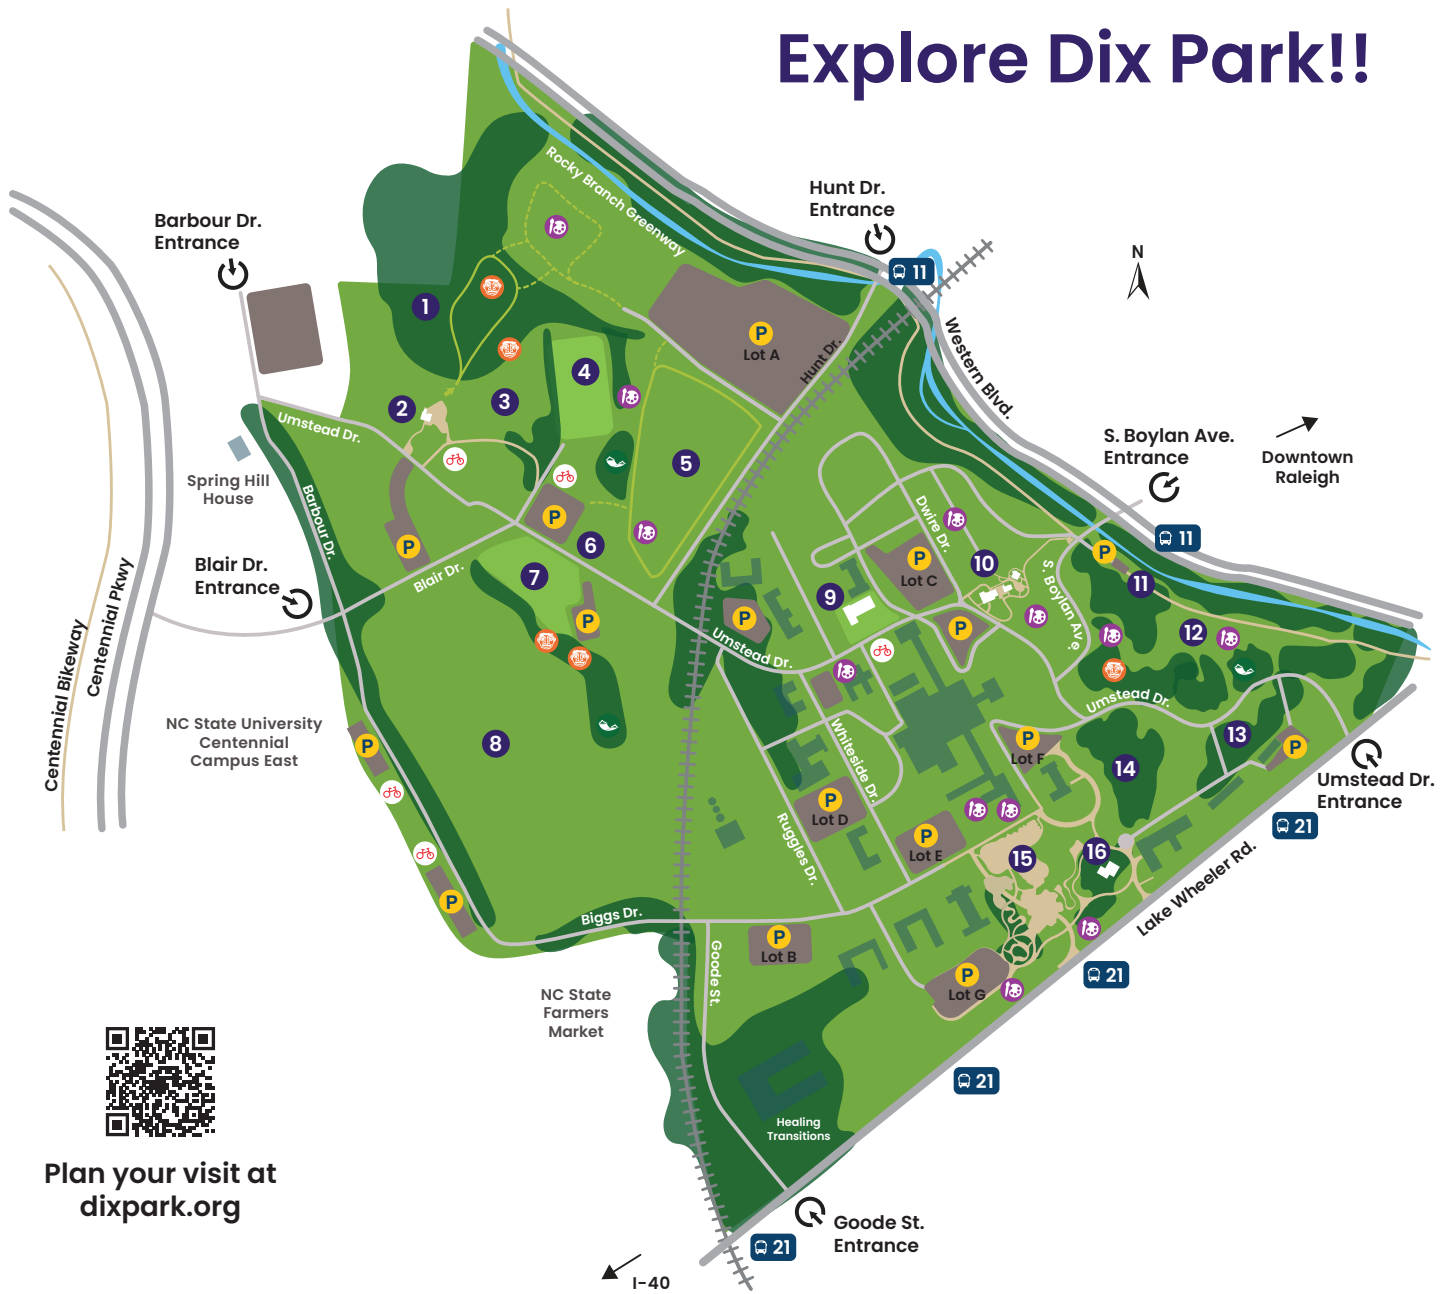 Explore Dix Park!!
Rocky Branch Greenway
Hunt Dr.
Entrance
11
Barbour Dr.
Entrance
N
1
P
Lot A
Hunt Dr.
Western Blvd.
4
2
3
Umstead Dr.
S. Boylan Ave.
Entrance
Downtown
Raleigh
5
Spring Hill
House
Barbour Dr.
P
P
6
Dwire Dr.
11
P
Lot C
10
P
S. Boylan Ave.
11
Blair Dr.
Entrance
Blair Dr.
7
P
P
9
P
12
Umstead Dr.
Umstead Dr.
Centennial Bikeway
Centennial Pkwy
NC State University
Centennial
Campus East
P
8
Whiteside Dr.
P
Lot F
13
P
14
Umstead Dr.
Entrance
21
P
Lot D
Ruggles Dr.
P
Lot E
15
16
Lake Wheeler Rd.
P
Biggs Dr.
Goode St.
P
Lot B
P
Lot G
21
NC State
Farmers
Market
21
Healing
Transitions
Plan your visit at
dixpark.org
Goode St.
Entrance
21
I-40